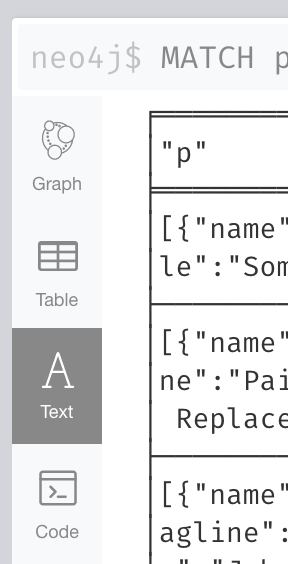 neo4j$ MATCH p
Graph
Table
Text
Code
"p"
[{"name"
le":"Som
[{"name"
ne":"Pai
Replace
[{"name"
agline":